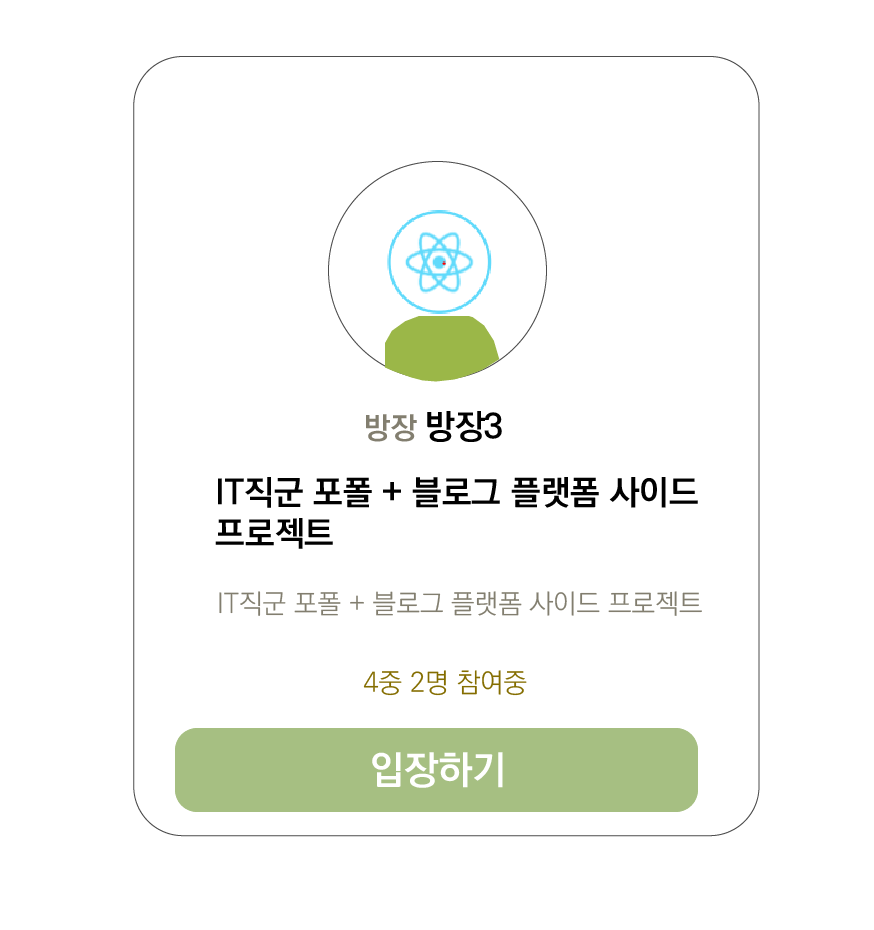 방장 방장3
IT직군 포폴 + 블로그 플랫폼 사이드
프로젝트
IT직군 포폴 + 블로그 플랫폼 사이드 프로젝트
4중 2명 참여중
입장하기